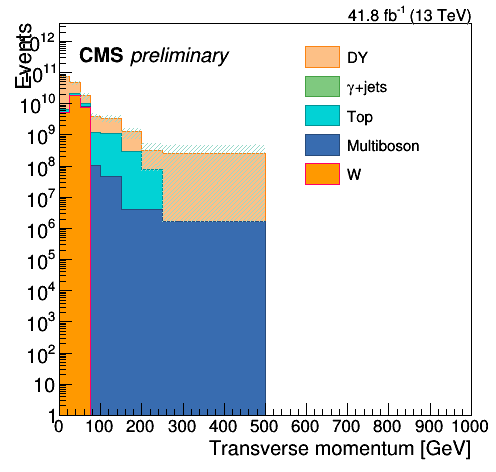 41.8 fb⁻¹ (13 TeV)
Events
CMS preliminary
DY
γ+jets
Top
Multiboson
W
10¹²
10¹¹
10¹⁰
10⁹
10⁸
10⁷
10⁶
10⁵
10⁴
10³
10²
10
1
0 100 200 300 400 500 600 700 800 900 1000
Transverse momentum [GeV]